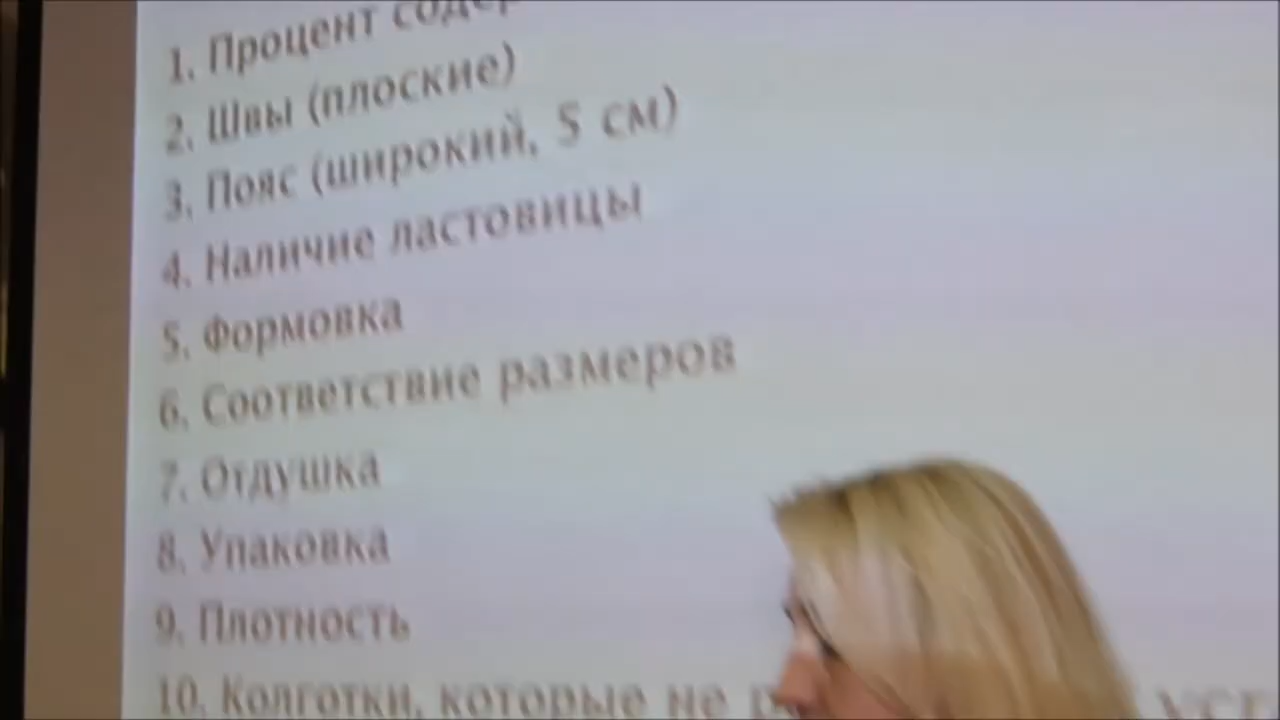 1. Процент
2. Швы (плоские)
3. Пояс (широкий, 5 см)
4. Наличие ластовицы
5. Формовка
6. Соответствие размеров
7. Отдушка
8. Упаковка
9. Плотность
10. Колготки, которые не